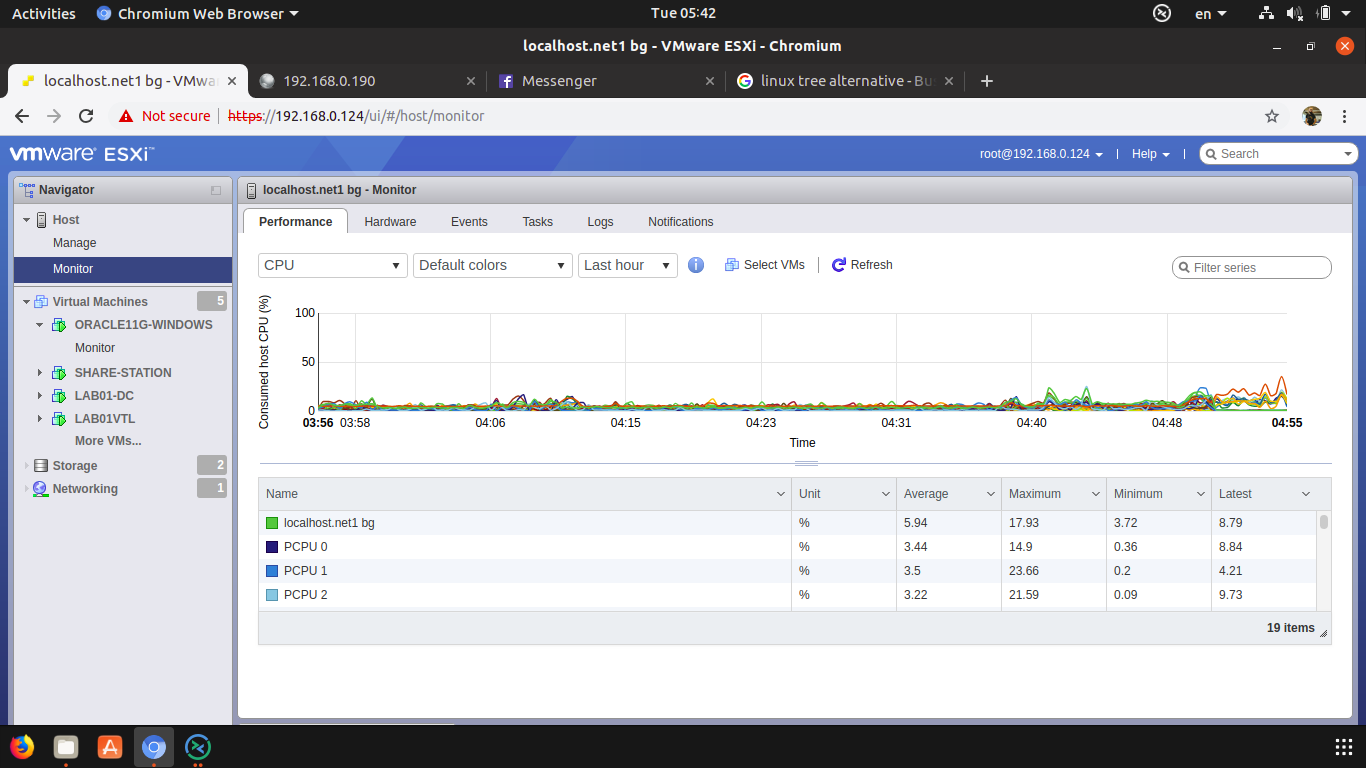 Activities Chromium Web Browser Tue 05:42 en
localhost.net1 bg - VMware ESXi - Chromium
localhost.net1 bg - VMwa 192.168.0.190 Messenger linux tree alternative - Bu
Not secure https://192.168.0.124/ui/#/host/monitor
vmware ESXi™ root@192.168.0.124 | Help | Search
Navigator
Host
Manage
Monitor
Virtual Machines 5
ORACLE11G-WINDOWS
Monitor
SHARE-STATION
LAB01-DC
LAB01VTL
More VMs...
Storage 2
Networking 1
localhost.net1 bg - Monitor
Performance Hardware Events Tasks Logs Notifications
CPU Default colors Last hour Select VMs Refresh Filter series
Consumed host CPU (%)
100
50
0
03:56 03:58 04:06 04:15 04:23 04:31 04:40 04:48 04:55
Time
Name Unit Average Maximum Minimum Latest
localhost.net1 bg % 5.94 17.93 3.72 8.79
PCPU 0 % 3.44 14.9 0.36 8.84
PCPU 1 % 3.5 23.66 0.2 4.21
PCPU 2 % 3.22 21.59 0.09 9.73
19 items